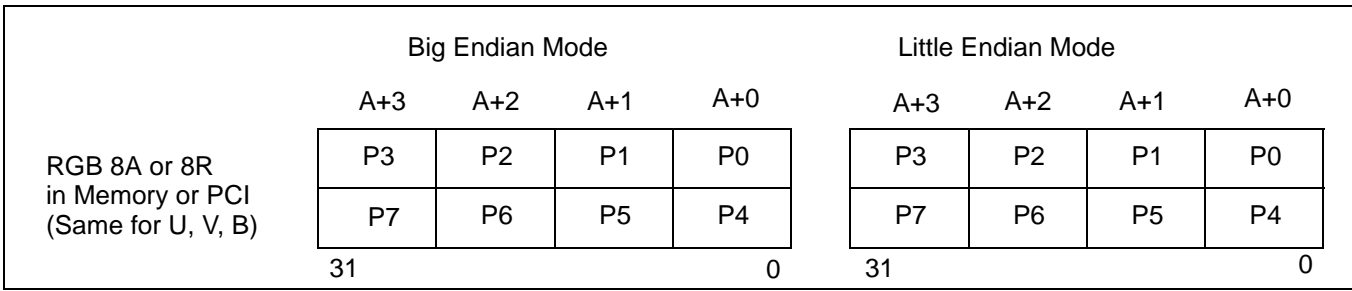 Big Endian Mode Little Endian Mode
A+3 A+2 A+1 A+0 A+3 A+2 A+1 A+0
RGB 8A or 8R
in Memory or PCI
(Same for U, V, B)
P3 P2 P1 P0 P3 P2 P1 P0
P7 P6 P5 P4 P7 P6 P5 P4
31 0 31 0